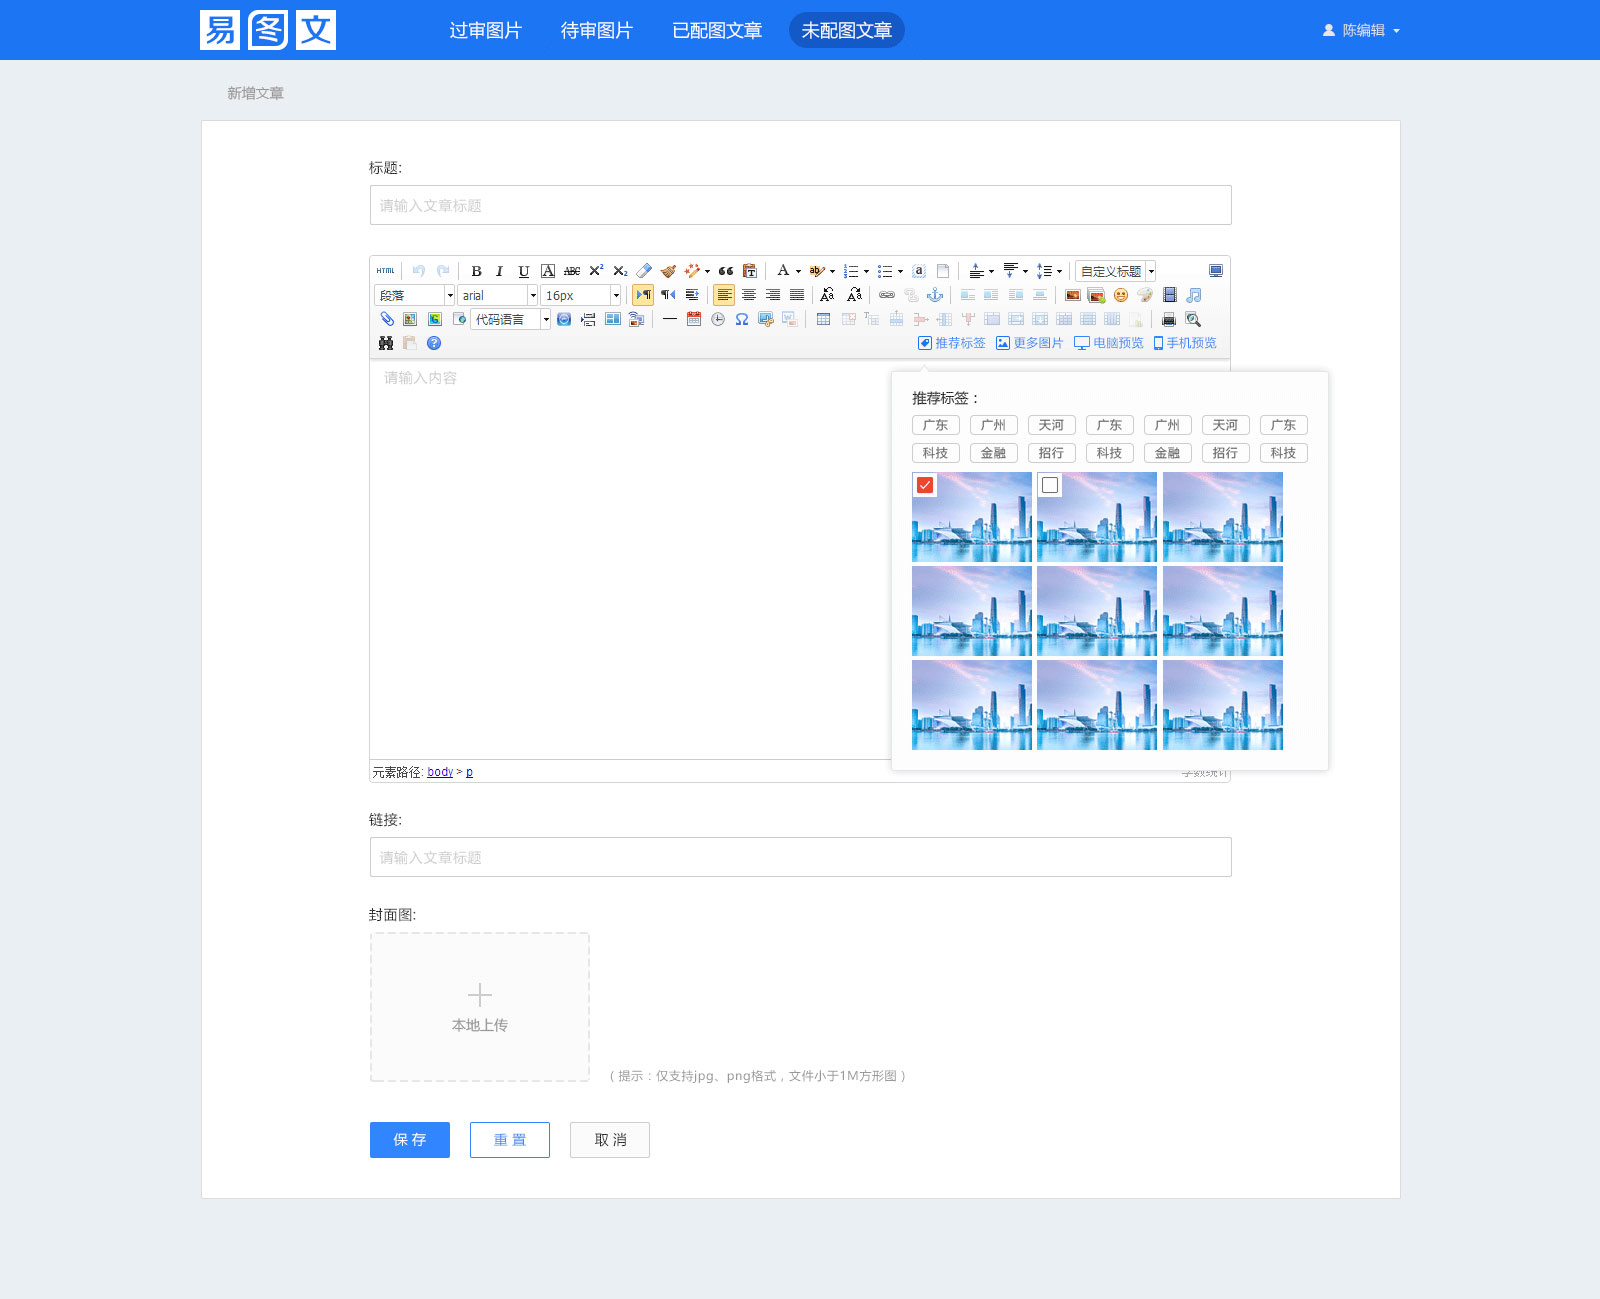 易图文 过审图片 待审图片 已配图文章 未配图文章 陈编辑
新增文章
标题:
请输入文章标题
HTML B I U A ABC X² X₂ A ab a 自定义标题
段落 arial 16px
代码语言
推荐标签 更多图片 电脑预览 手机预览
请输入内容
推荐标签：
广东 广州 天河 广东 广州 天河 广东
科技 金融 招行 科技 金融 招行 科技
元素路径: body > p 字数统计
链接:
请输入文章标题
封面图:
本地上传
（提示：仅支持jpg、png格式，文件小于1M方形图）
保 存 重 置 取 消